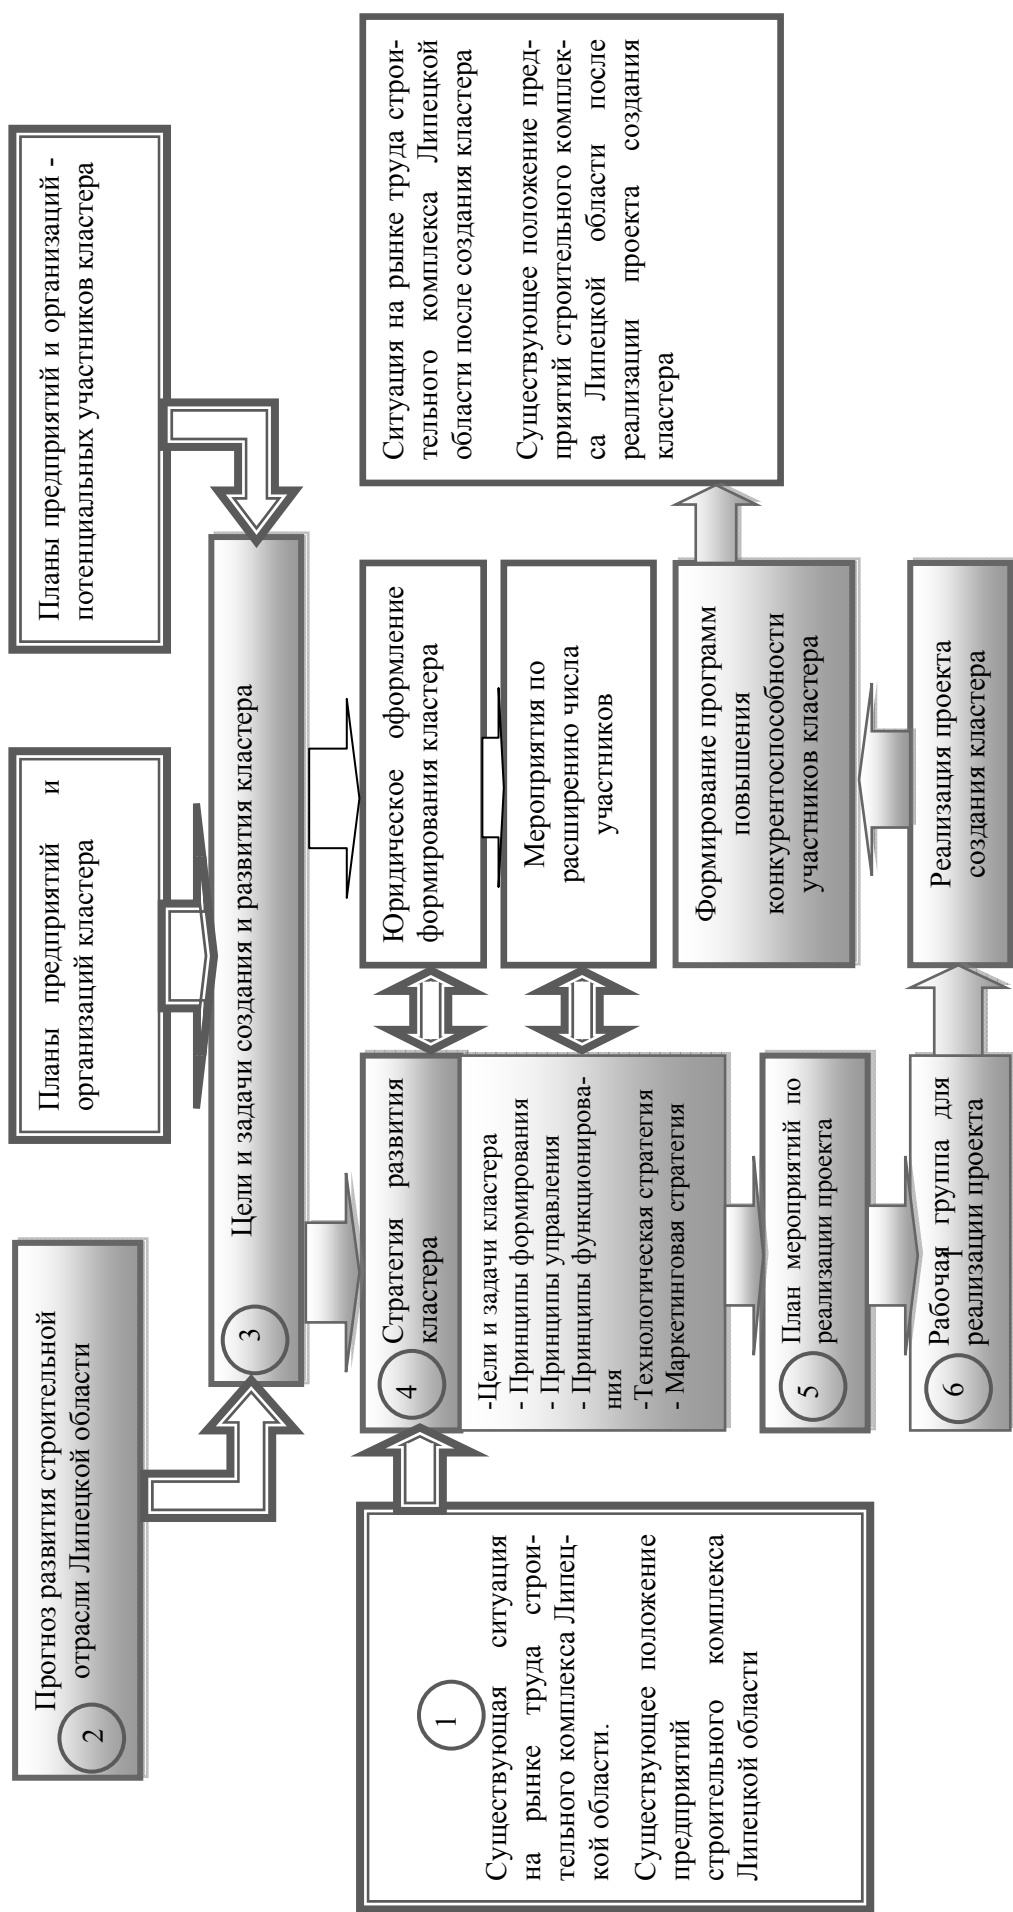 Прогноз развития строительной
отрасли Липецкой области
2
Планы предприятий и
организаций кластера
Планы предприятий и организаций -
потенциальных участников кластера
3
Цели и задачи создания и развития кластера
1
Существующая ситуация
на рынке труда строи-
тельного комплекса Липец-
кой области.
Существующее положение
предприятий
строительного комплекса
Липецкой области
4
Стратегия развития
кластера
-Цели и задачи кластера
- Принципы формирования
- Принципы управления
- Принципы функционирова-
ния
-Технологическая стратегия
- Маркетинговая стратегия
5
План мероприятий по
реализации проекта
6
Рабочая группа для
реализации проекта
Юридическое оформление
формирования кластера
Мероприятия по
расширению числа
участников
Формирование программ
повышения
конкурентоспособности
участников кластера
Реализация проекта
создания кластера
Ситуация на рынке труда строи-
тельного комплекса Липецкой
области после создания кластера
Существующее положение пред-
приятий строительного комплек-
са Липецкой области после
реализации проекта создания
кластера